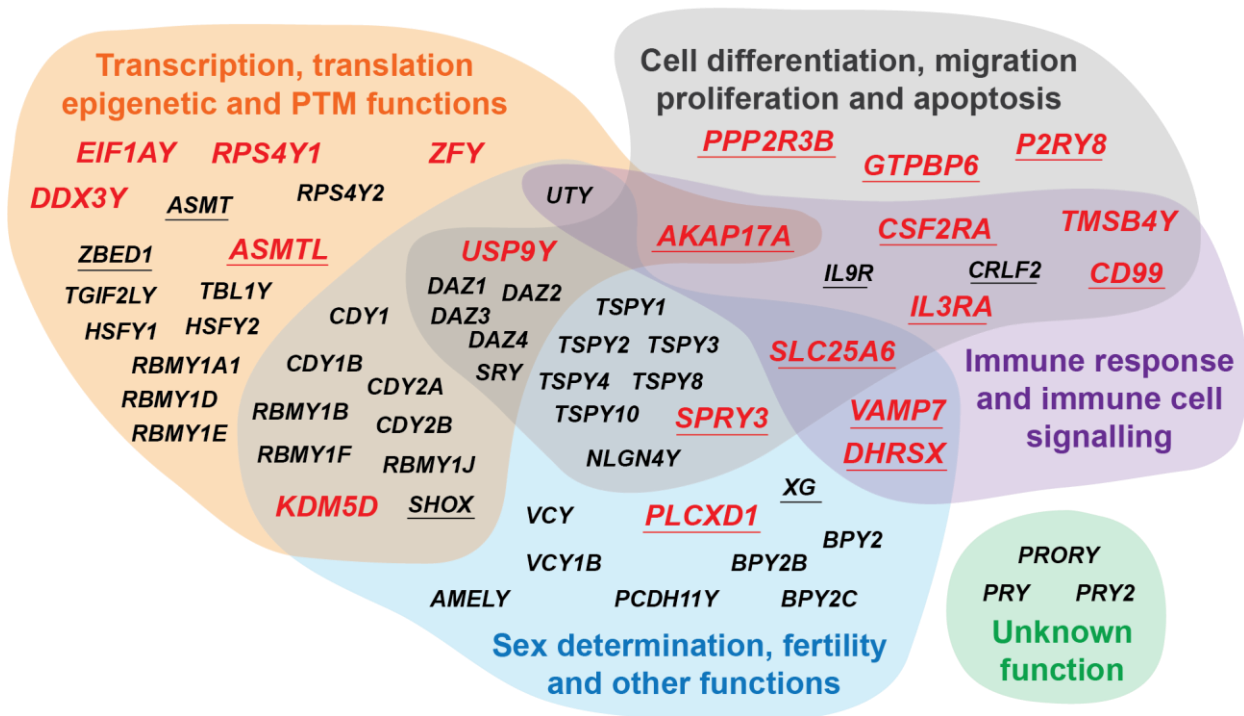 Transcription, translation
epigenetic and PTM functions
EIF1AY RPS4Y1 ZFY
DDX3Y ASMT RPS4Y2
ZBED1 ASMTL
TGIF2LY TBL1Y
HSFY1 HSFY2
RBMY1A1
RBMY1D
RBMY1E
CDY1
CDY1B
CDY2A
RBMY1B CDY2B
RBMY1F RBMY1J
KDM5D SHOX
UTY
USP9Y
DAZ1 DAZ2
DAZ3
DAZ4
SRY
Cell differentiation, migration
proliferation and apoptosis
PPP2R3B GTPBP6 P2RY8
AKAP17A CSF2RA TMSB4Y
IL9R CRLF2 CD99
IL3RA
TSPY1
TSPY2 TSPY3
TSPY4 TSPY8
TSPY10 SPRY3
NLGN4Y
SLC25A6
VAMP7
DHRSX
Immune response
and immune cell
signalling
XG
VCY PLCXD1
BPY2
VCY1B BPY2B
AMELY PCDH11Y BPY2C
Sex determination, fertility
and other functions
PRORY
PRY PRY2
Unknown
function